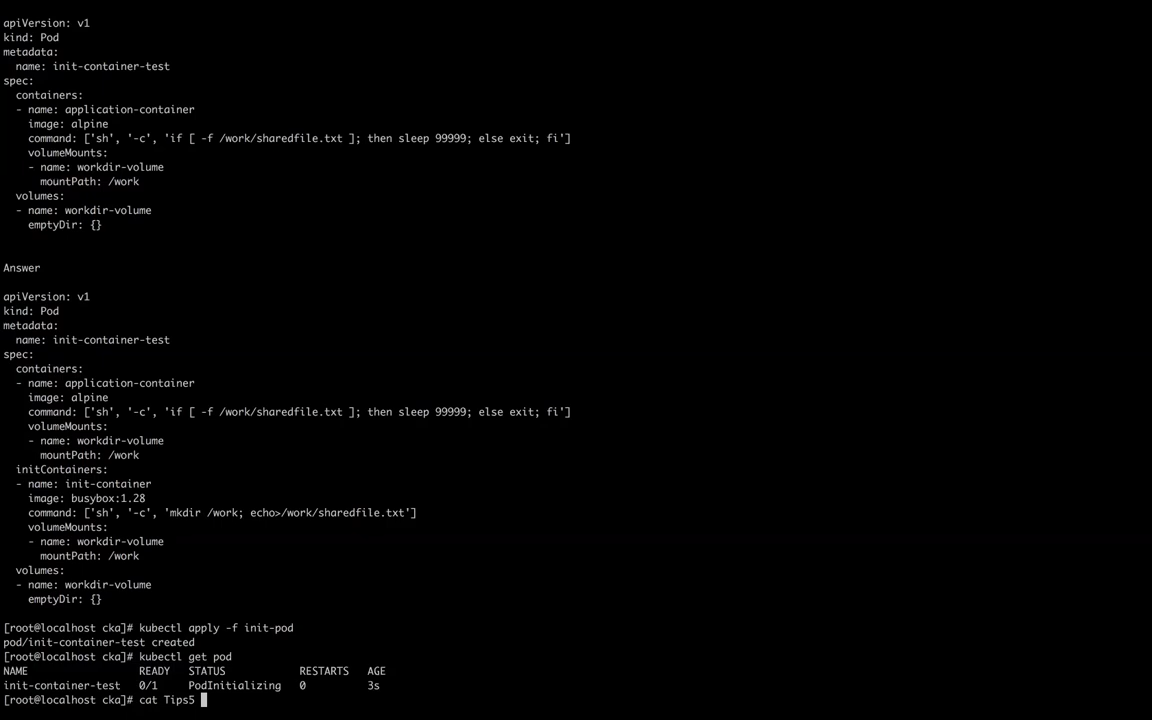 apiVersion: v1
kind: Pod
metadata:
  name: init-container-test
spec:
  containers:
  - name: application-container
    image: alpine
    command: ['sh', '-c', 'if [ -f /work/sharedfile.txt ]; then sleep 99999; else exit; fi']
    volumeMounts:
    - name: workdir-volume
      mountPath: /work
  volumes:
  - name: workdir-volume
    emptyDir: {}
Answer
apiVersion: v1
kind: Pod
metadata:
  name: init-container-test
spec:
  containers:
  - name: application-container
    image: alpine
    command: ['sh', '-c', 'if [ -f /work/sharedfile.txt ]; then sleep 99999; else exit; fi']
    volumeMounts:
    - name: workdir-volume
      mountPath: /work
  initContainers:
  - name: init-container
    image: busybox:1.28
    command: ['sh', '-c', 'mkdir /work; echo>/work/sharedfile.txt']
    volumeMounts:
    - name: workdir-volume
      mountPath: /work
  volumes:
  - name: workdir-volume
    emptyDir: {}
[root@localhost cka]# kubectl apply -f init-pod
pod/init-container-test created
[root@localhost cka]# kubectl get pod
NAME                  READY   STATUS            RESTARTS   AGE
init-container-test   0/1     PodInitializing   0          3s
[root@localhost cka]# cat Tips5